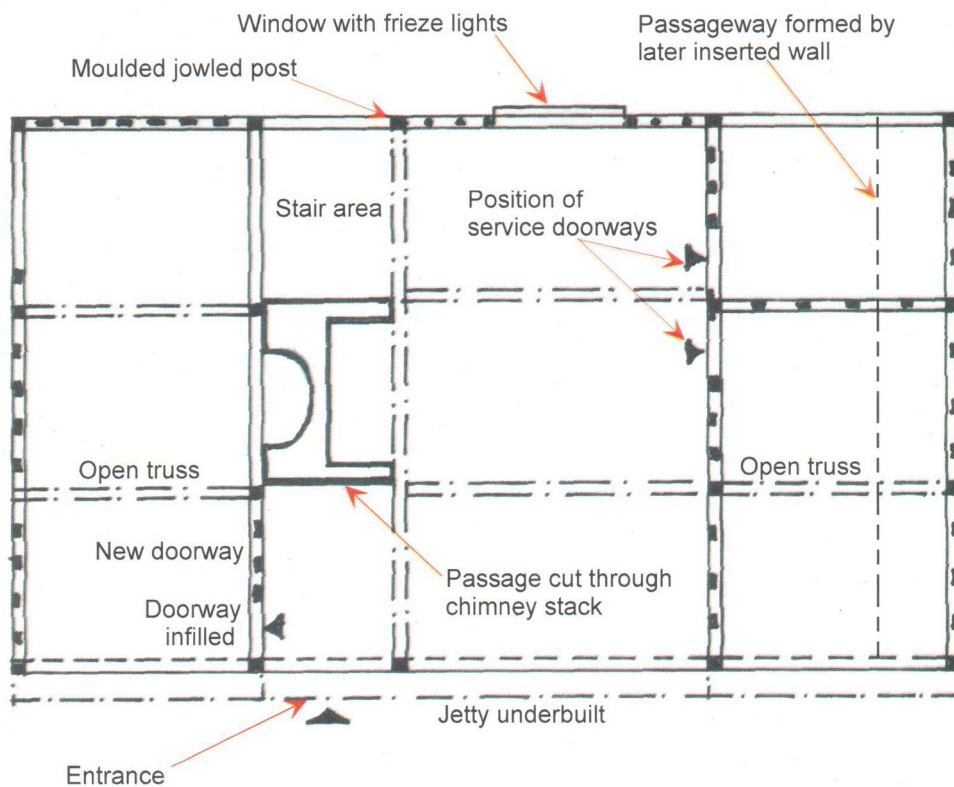 Window with frieze lights
Passageway formed by
later inserted wall
Moulded jowled post
Stair area
Position of
service doorways
Open truss
Open truss
New doorway
Passage cut through
chimney stack
Doorway
infilled
Jetty underbuilt
Entrance